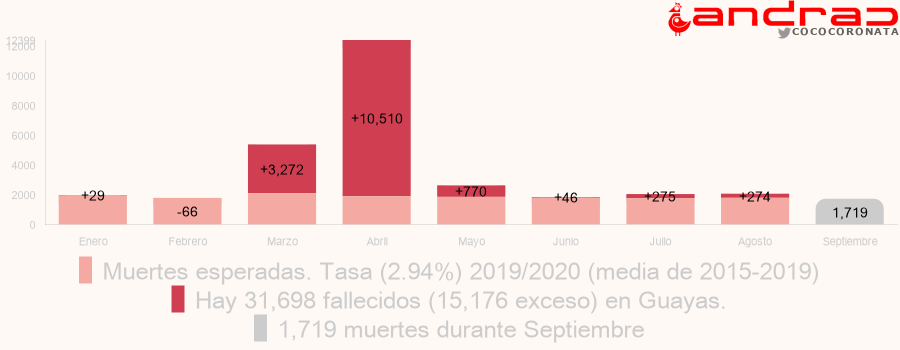 andrac
COCOCORONATA
12399
12000
10000
8000
6000
4000
2000
0
+29
-66
+3,272
+10,510
+770
+46
+275
+274
1,719
Enero Febrero Marzo Abril Mayo Junio Julio Agosto Septiembre
Muertes esperadas. Tasa (2.94%) 2019/2020 (media de 2015-2019)
Hay 31,698 fallecidos (15,176 exceso) en Guayas.
1,719 muertes durante Septiembre